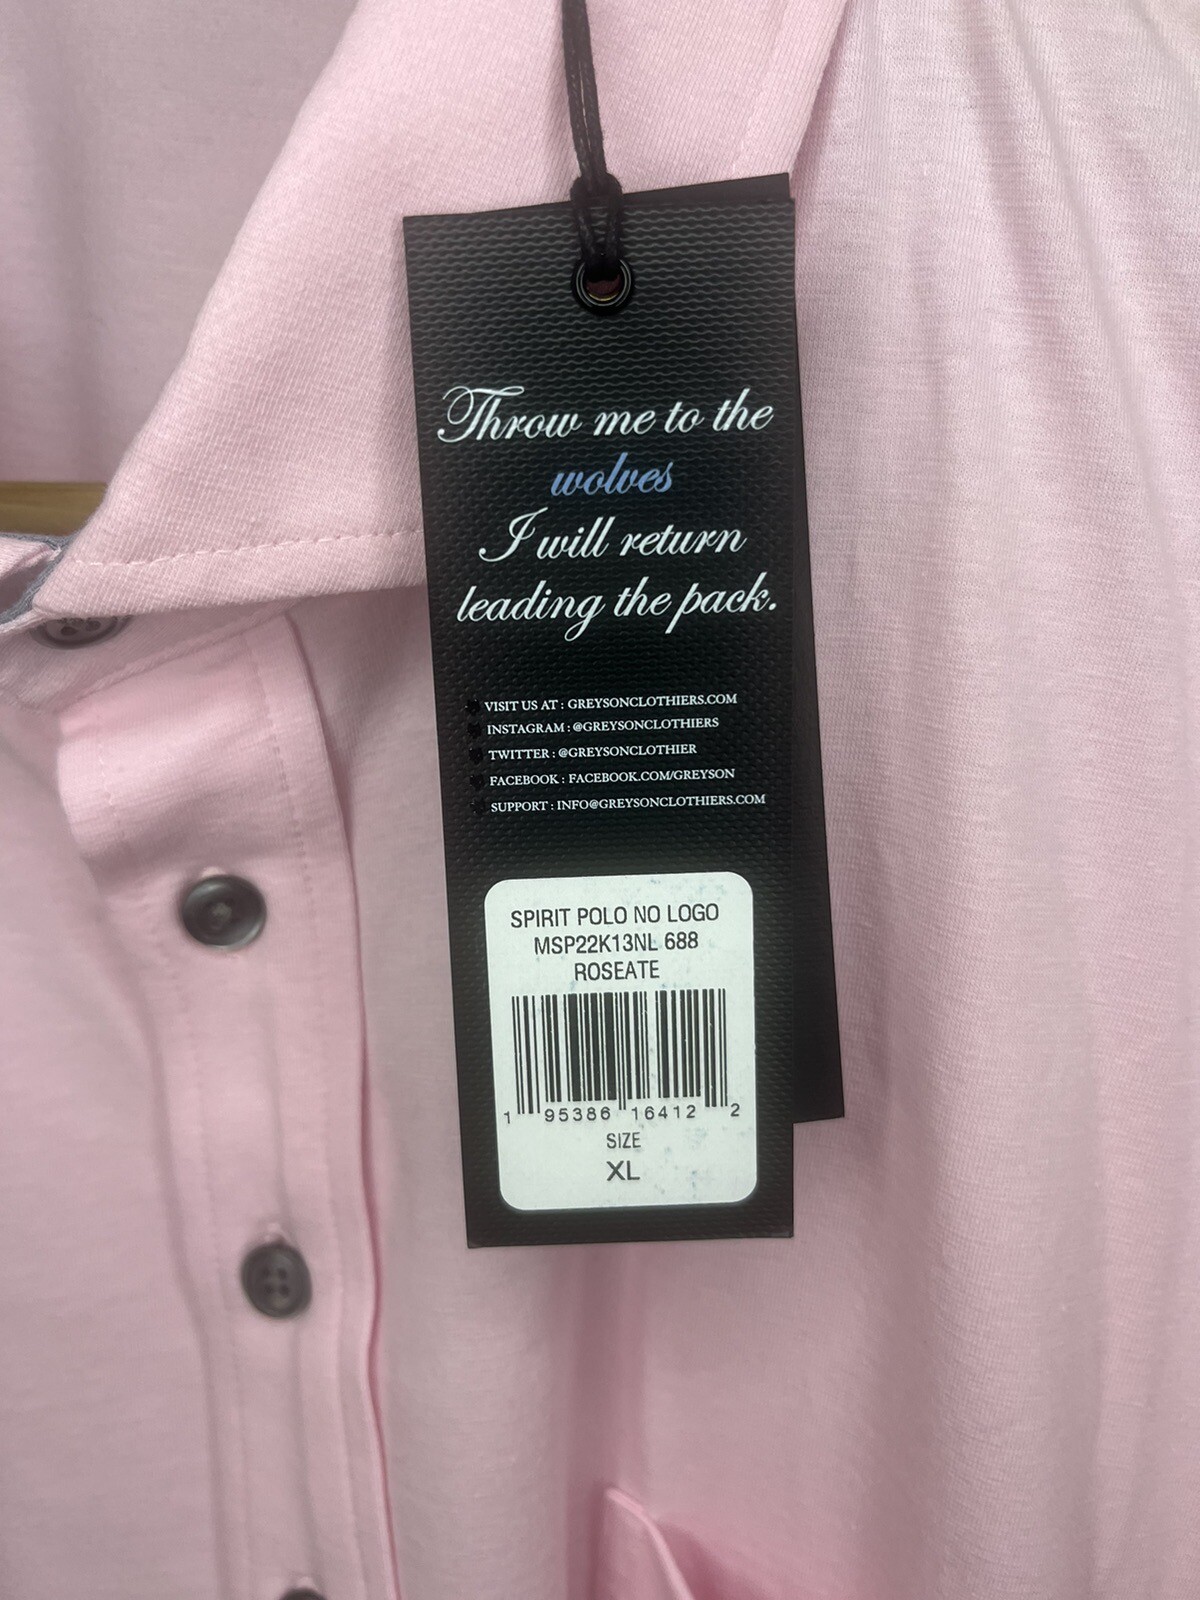 Throw me to the
wolves
I will return
leading the pack.
VISIT US AT : GREYSONCLOTHIERS.COM
INSTAGRAM : @GREYSONCLOTHIERS
TWITTER : @GREYSONCLOTHIER
FACEBOOK : FACEBOOK.COM/GREYSON
SUPPORT : INFO@GREYSONCLOTHIERS.COM
SPIRIT POLO NO LOGO
MSP22K13NL 688
ROSEATE
1 95386 16412 2
SIZE
XL